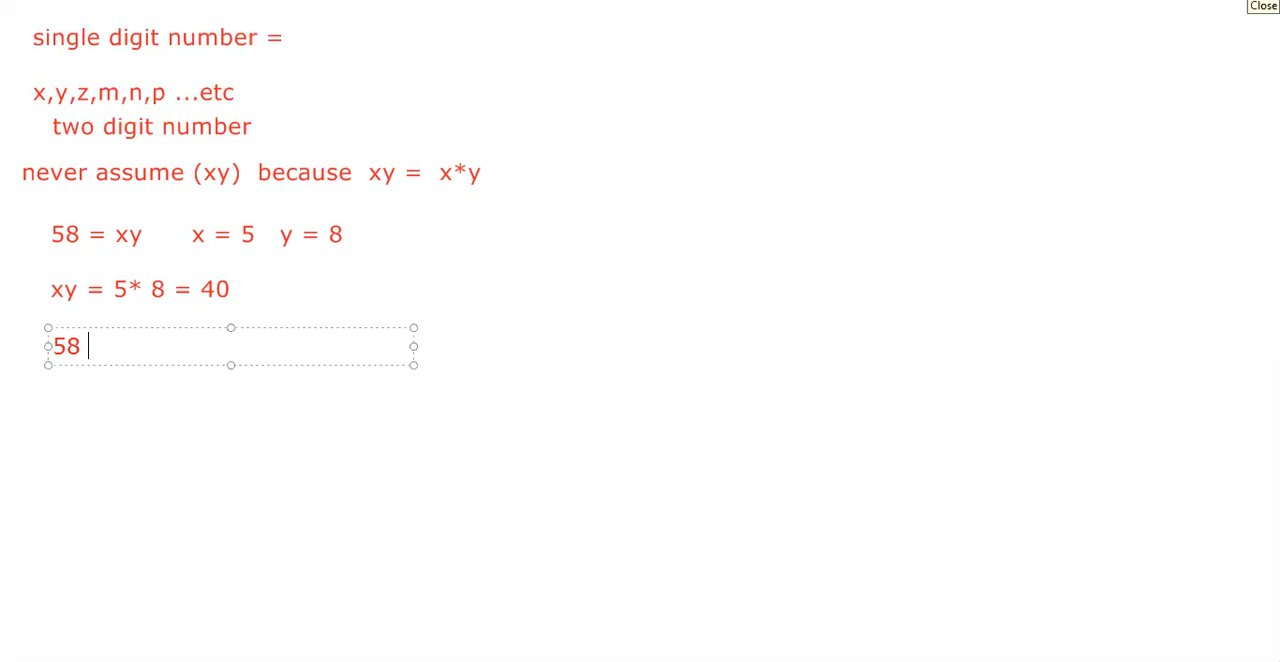 Close
single digit number =
x,y,z,m,n,p ...etc
two digit number
never assume (xy) because xy = x*y
58 = xy x = 5 y = 8
xy = 5* 8 = 40
58